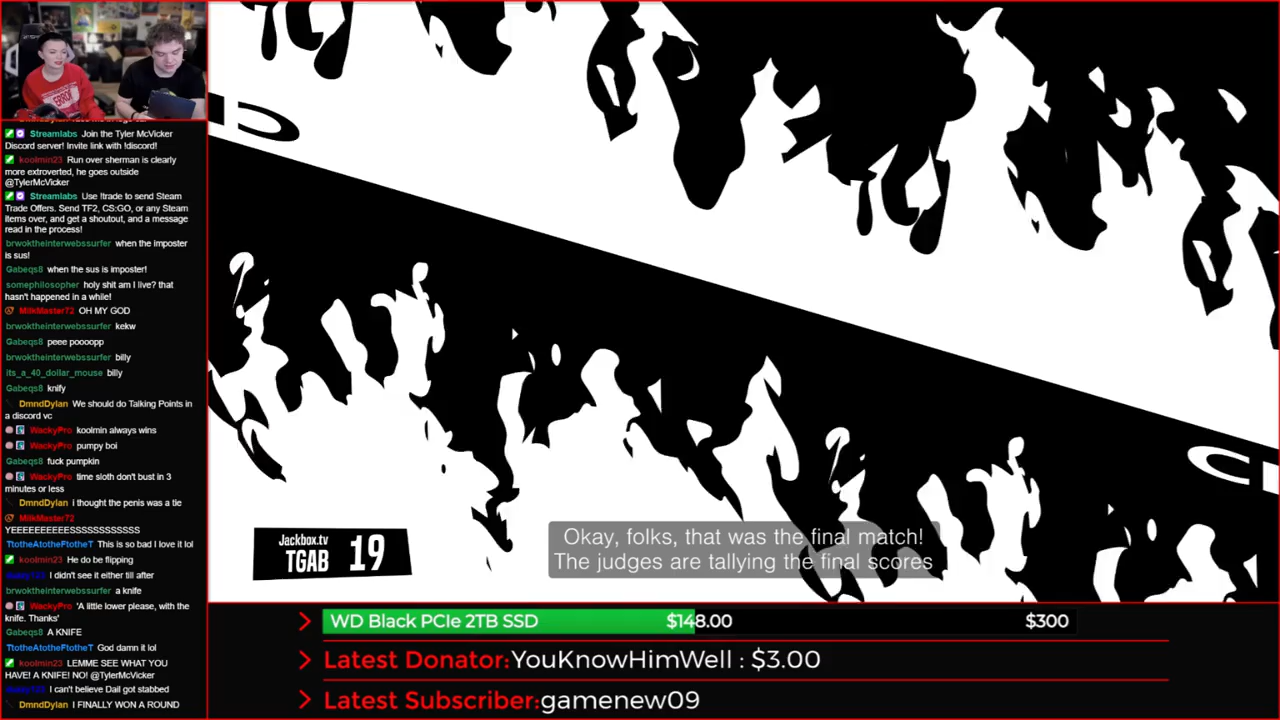 Streamlabs Join the Tyler McVicker
Discord server! Invite link with !discord!
koolmin23 Run over sherman is clearly
more extroverted, he goes outside
@TylerMcVicker
Streamlabs Use !trade to send Steam
Trade Offers. Send TF2, CS:GO, or any Steam
Items over, and get a shoutout, and a message
read in the process!
brwoktheinterwebssurfer when the imposter
is sus!
Gabeqs8 when the sus is imposter!
somephilosopher holy shit am I live? that
hasn't happened in a while!
MilkMaster72 OH MY GOD
brwoktheinterwebssurfer kekw
Gabeqs8 peee poooopp
brwoktheinterwebssurfer billy
its_a_40_dollar_mouse billy
Gabeqs8 knify
DmndDylan We should do Talking Points in
a discord vc
WackyPro koolmin always wins
WackyPro pumpy boi
Gabeqs8 fuck pumpkin
WackyPro time sloth don't bust in 3
minutes or less
DmndDylan i thought the penis was a tie
MilkMaster72
YEEEEEEEEEESSSSSSSSSSSS
TtotheAtotheFtotheT This is so bad I love it lol
koolmin23 He do be flipping
I didn't see it either till after
brwoktheinterwebssurfer a knife
WackyPro 'A little lower please, with the
knife. Thanks'
Gabeqs8 A KNIFE
TtotheAtotheFtotheT God damn it lol
koolmin23 LEMME SEE WHAT YOU
HAVE! A KNIFE! NO! @TylerMcVicker
I can't believe Dail got stabbed
DmndDylan I FINALLY WON A ROUND
Jackbox.tv
TGAB 19
Okay, folks, that was the final match!
The judges are tallying the final scores
WD Black PCIe 2TB SSD $148.00 $300
> Latest Donator:YouKnowHimWell : $3.00
> Latest Subscriber:gamenew09